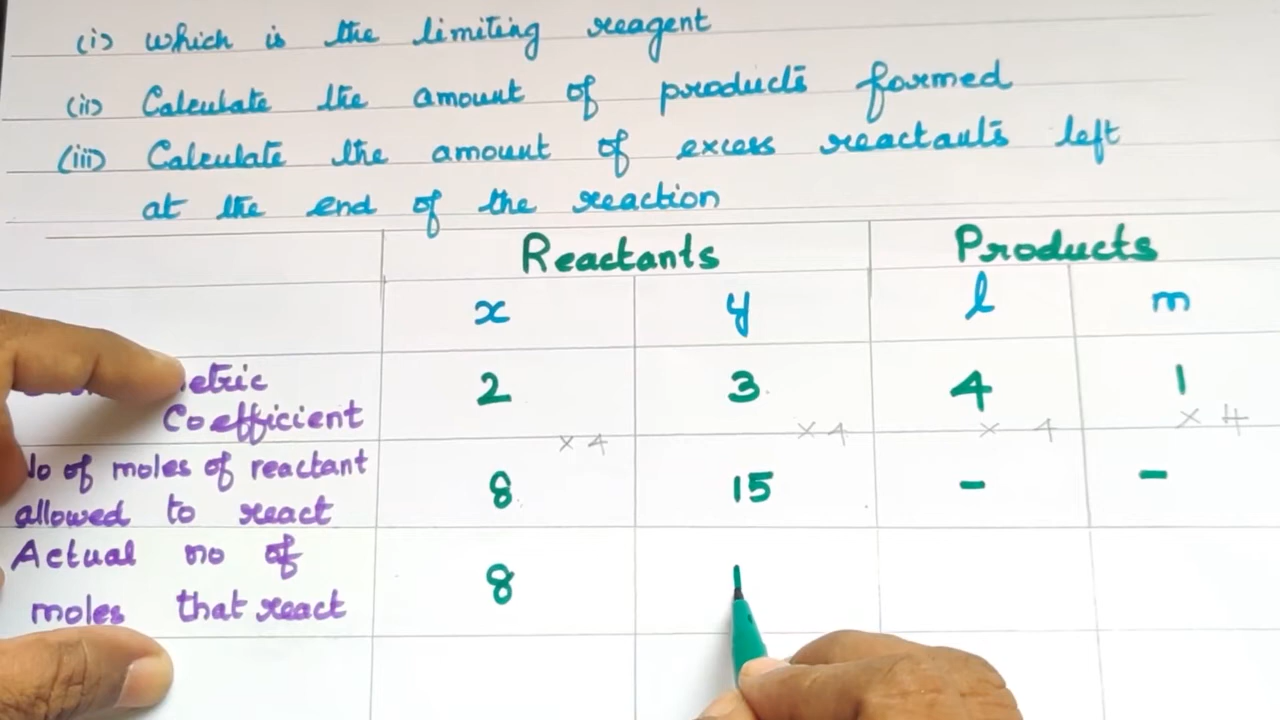 (i) which is the limiting reagent
(ii) Calculate the amount of products formed
(iii) Calculate the amount of excess reactants left
at the end of the reaction
Reactants Products
x y l m
Coefficient 2 3 4 1
× 4 × 4 × 4 × 4
No of moles of reactant
allowed to react 8 15 - -
Actual no of
moles that react 8